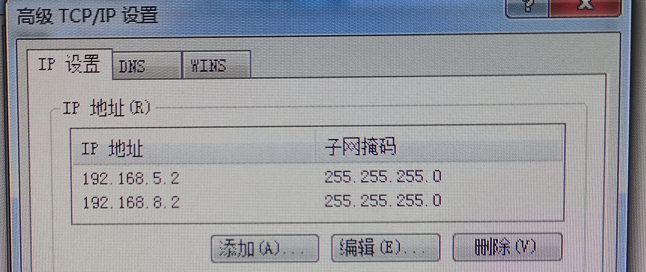 高级 TCP/IP 设置
IP 设置 DNS WINS
IP 地址(R)
IP 地址 子网掩码
192.168.5.2 255.255.255.0
192.168.8.2 255.255.255.0
添加(A)... 编辑(E)... 删除(V)